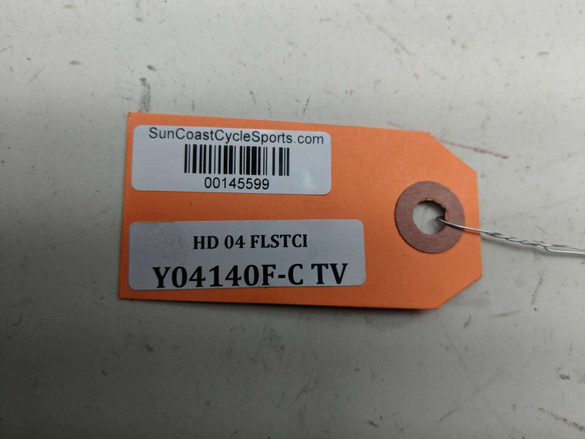 SunCoastCycleSports.com
00145599
HD 04 FLSTCI
Y04140F-C TV